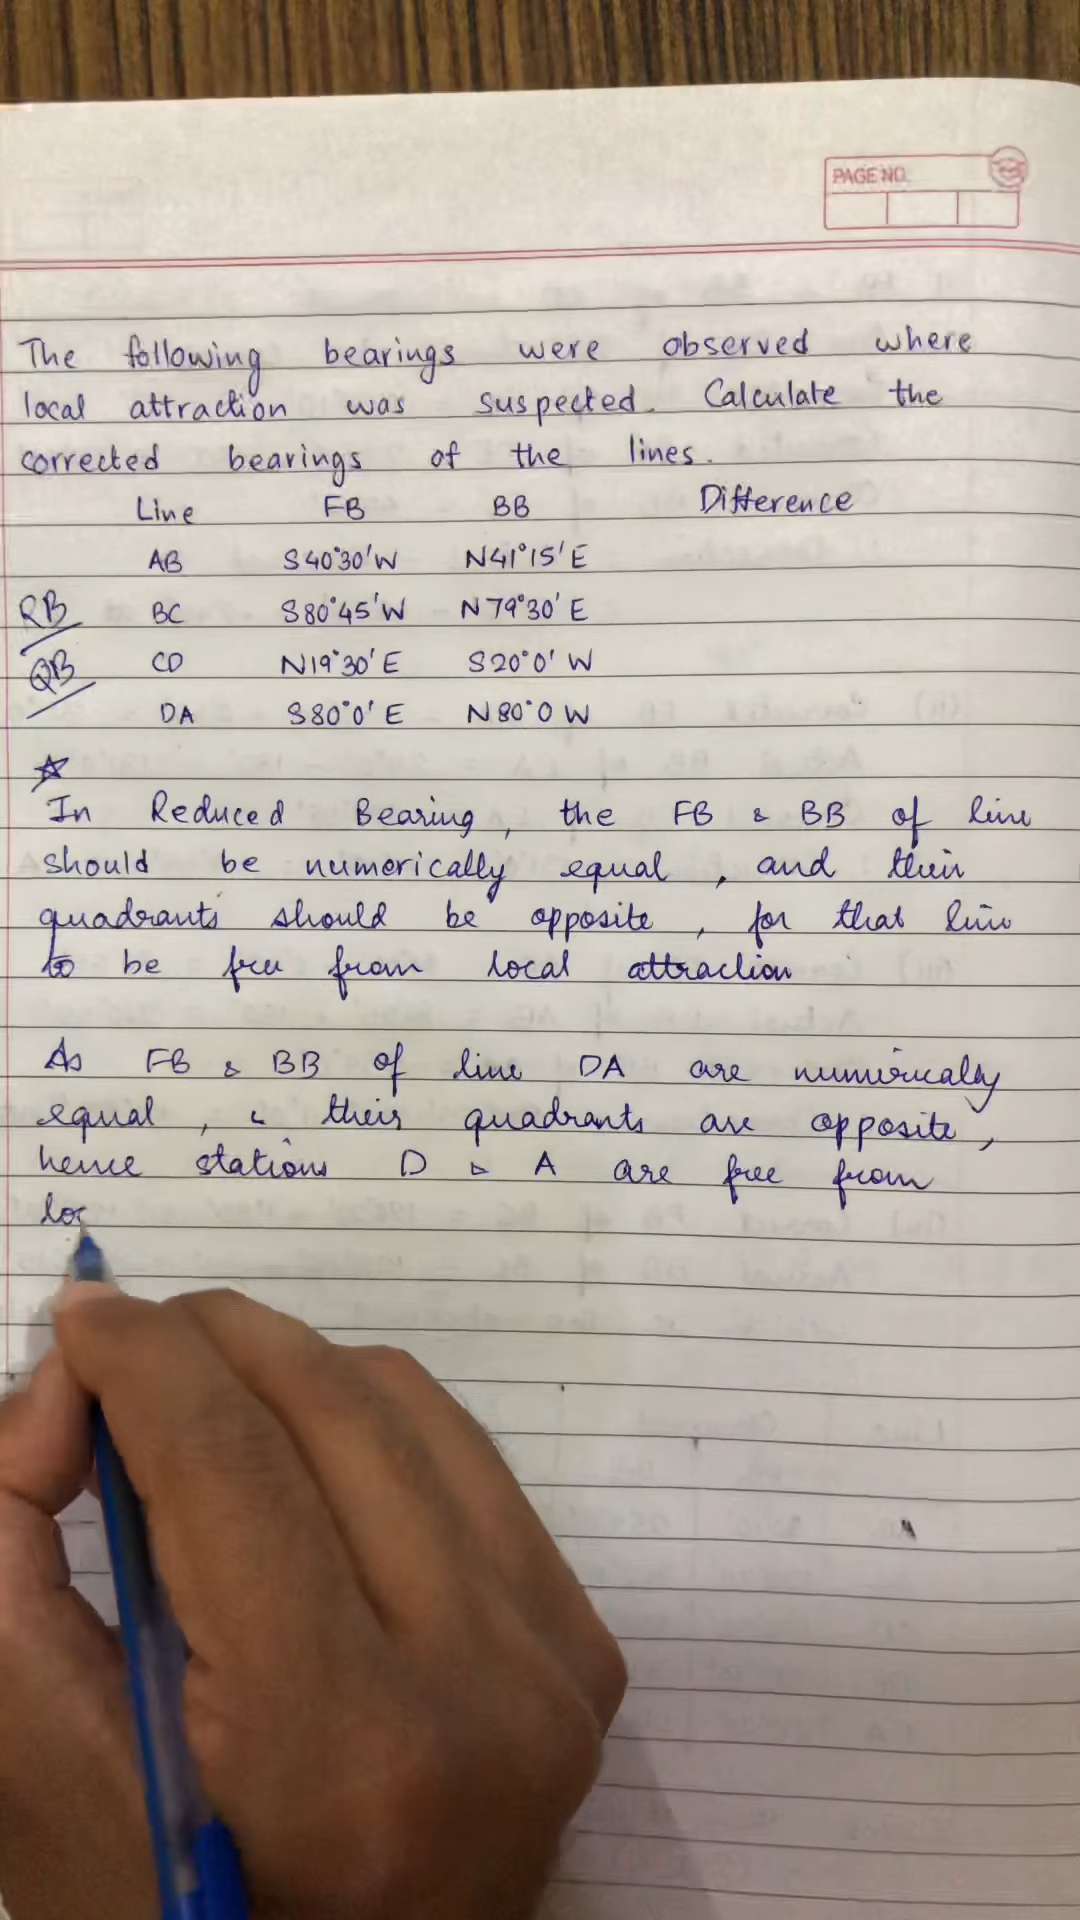 PAGE NO.
The following bearings were observed where
local attraction was suspected. Calculate the
corrected bearings of the lines.
Line FB BB Difference
AB S40°30'W N41°15'E
RB BC S80°45'W N79°30'E
QB CD N19°30'E S20°0'W
DA S80°0'E N80°0W
☆
In Reduced Bearing, the FB & BB of line
should be numerically equal, and their
quadrants should be opposite, for that line
to be free from local attraction
As FB & BB of line DA are numerically
equal, & their quadrants are opposite,
hence stations D & A are free from
loc